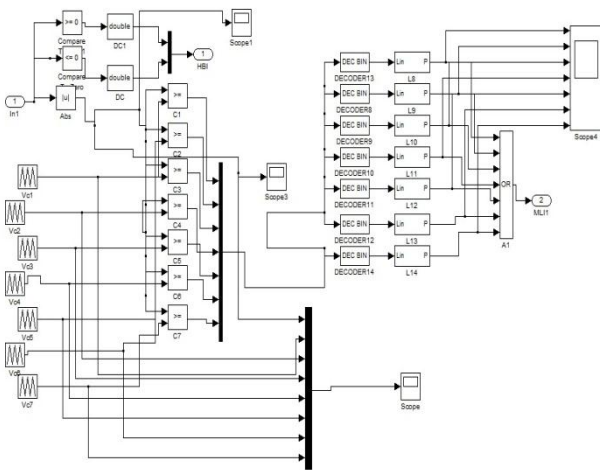 >= 0
Compare
double
DC1
<= 0
Compare
Zero
double
DC
1
HBI
Scope1
1
In1
|u|
Abs
>=
C1
>=
C2
>=
C3
>=
C4
>=
C5
>=
C6
>=
C7
Vc1
Vc2
Vc3
Vc4
Vc5
Vc6
Vc7
Scope3
Scope
DEC BIN
DECODER13
DEC BIN
DECODER8
DEC BIN
DECODER9
DEC BIN
DECODER10
DEC BIN
DECODER11
DEC BIN
DECODER12
DEC BIN
DECODER14
Lin P
L8
Lin P
L9
Lin P
L10
Lin P
L11
Lin P
L12
Lin P
L13
Lin P
L14
Scope4
OR
A1
2
MLI1